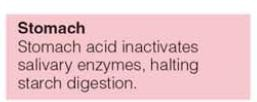 Stomach
Stomach acid inactivates
salivary enzymes, halting
starch digestion.